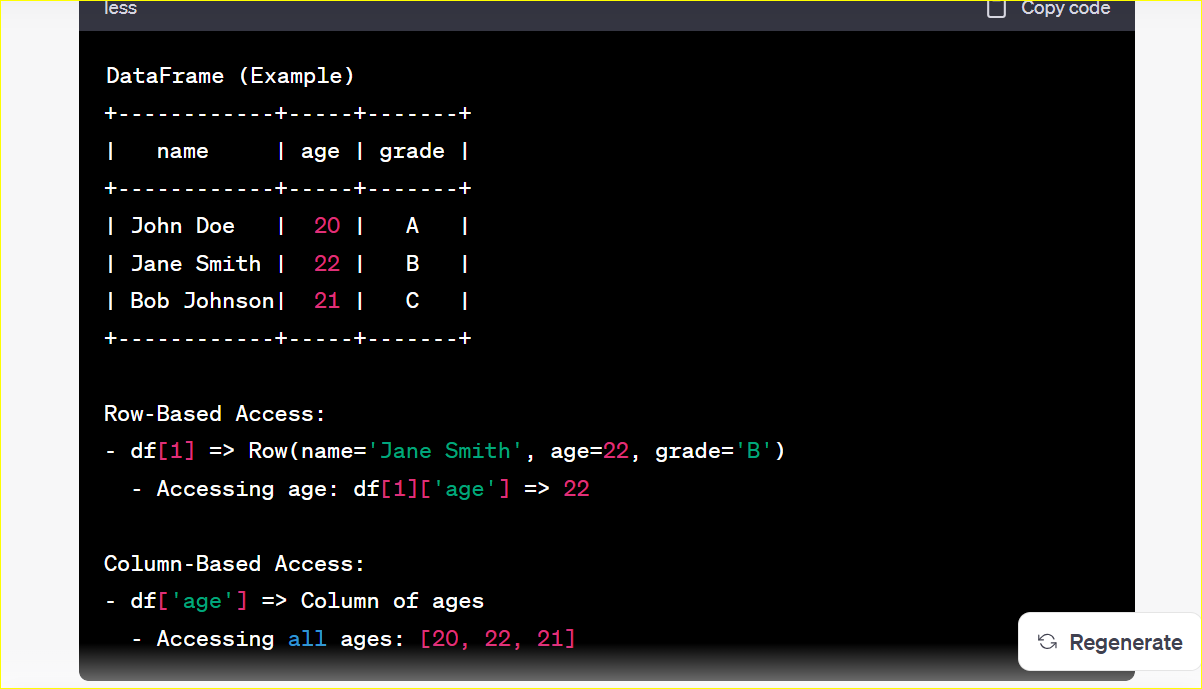 less Copy code
DataFrame (Example)
+------------+-----+-------+
|   name     | age | grade |
+------------+-----+-------+
| John Doe   |  20 |   A   |
| Jane Smith |  22 |   B   |
| Bob Johnson|  21 |   C   |
+------------+-----+-------+
Row-Based Access:
- df[1] => Row(name='Jane Smith', age=22, grade='B')
  - Accessing age: df[1]['age'] => 22
Column-Based Access:
- df['age'] => Column of ages
  - Accessing all ages: [20, 22, 21]
Regenerate